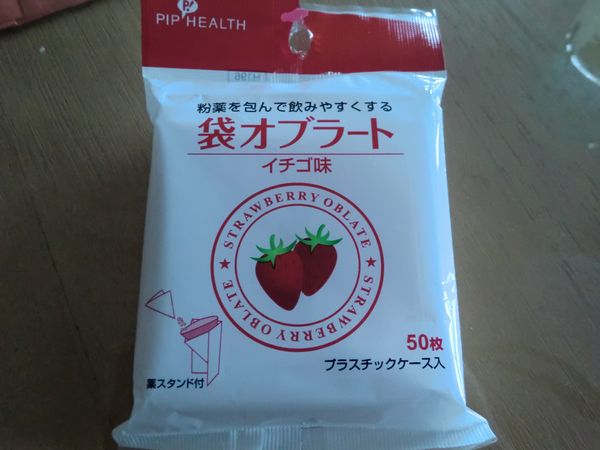 PIP HEALTH
粉薬を包んで飲みやすくする
袋オブラート
イチゴ味
STRAWBERRY OBLATE
STRAWBERRY OBLATE
50枚
プラスチックケース入
薬スタンド付